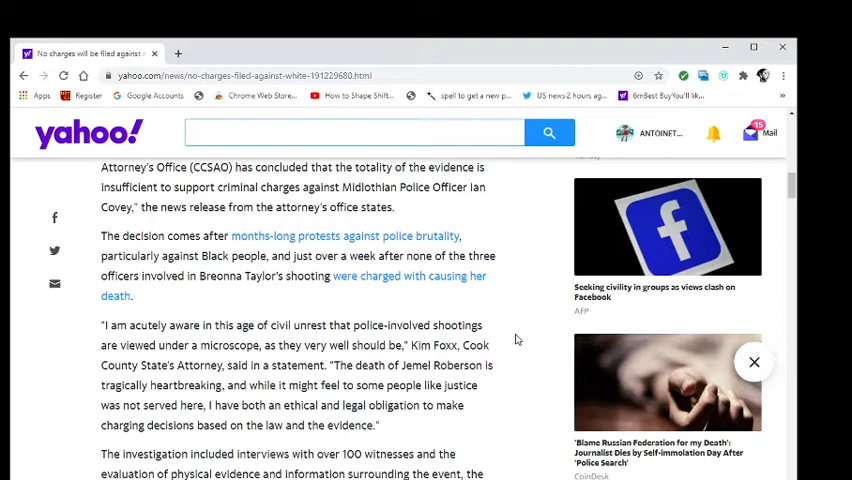 No charges will be filed against a
yahoo.com/news/no-charges-filed-against-white-191229680.html
Apps
Register
Google Accounts
Chrome Web Store...
How to Shape Shift...
spell to get a new p...
US news-2 hours ag...
6mBest BuyYou'll lik...
yahoo!
ANTOINET...
15
Mail
Attorney's Office (CCSAO) has concluded that the totality of the evidence is
insufficient to support criminal charges against Midlothian Police Officer Ian
Covey," the news release from the attorney's office states.
The decision comes after months-long protests against police brutality,
particularly against Black people, and just over a week after none of the three
officers involved in Breonna Taylor's shooting were charged with causing her
death.
"I am acutely aware in this age of civil unrest that police-involved shootings
are viewed under a microscope, as they very well should be," Kim Foxx, Cook
County State's Attorney, said in a statement. "The death of Jemel Roberson is
tragically heartbreaking, and while it might feel to some people like justice
was not served here, I have both an ethical and legal obligation to make
charging decisions based on the law and the evidence."
The investigation included interviews with over 100 witnesses and the
evaluation of physical evidence and information surrounding the event, the
Seeking civility in groups as views clash on
Facebook
AFP
'Blame Russian Federation for my Death':
Journalist Dies by Self-immolation Day After
'Police Search'
CoinDesk